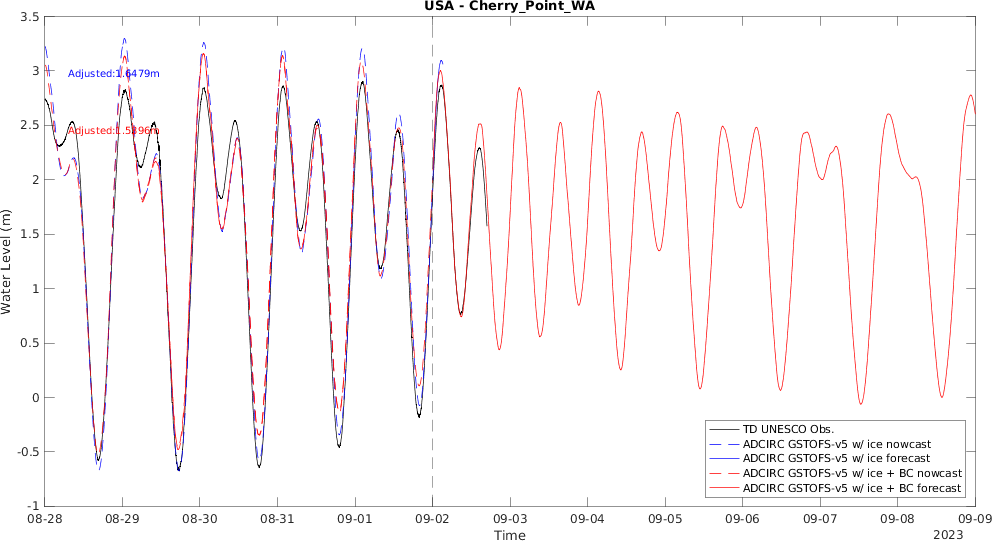 USA - Cherry_Point_WA
3.5
3
2.5
2
1.5
1
0.5
0
-0.5
-1
Water Level (m)
Adjusted:1.6479m
Adjusted:1.5896m
TD UNESCO Obs.
ADCIRC GSTOFS-v5 w/ ice nowcast
ADCIRC GSTOFS-v5 w/ ice forecast
ADCIRC GSTOFS-v5 w/ ice + BC nowcast
ADCIRC GSTOFS-v5 w/ ice + BC forecast
08-28 08-29 08-30 08-31 09-01 09-02 09-03 09-04 09-05 09-06 09-07 09-08 09-09
Time
2023